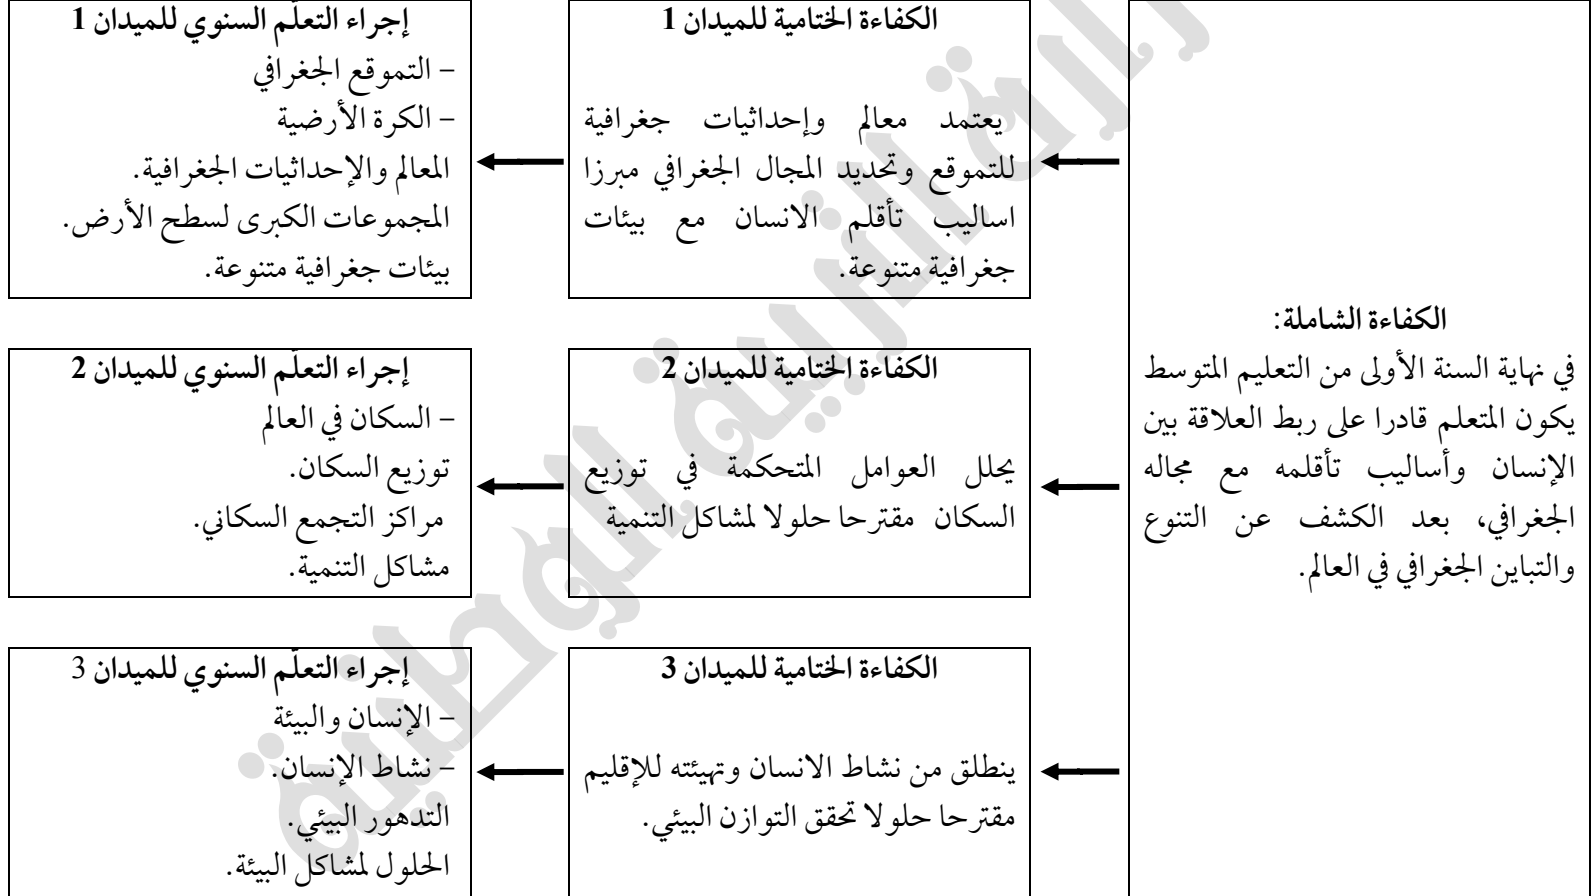 الكفاءة الشاملة:
في نهاية السنة الأولى من التعليم المتوسط
يكون المتعلم قادرا على ربط العلاقة بين
الإنسان وأساليب تأقلمه مع مجاله
الجغرافي، بعد الكشف عن التنوع
والتباين الجغرافي في العالم.
الكفاءة الختامية للميدان 1
يعتمد معالم وإحداثيات جغرافية
للتموقع وتحديد المجال الجغرافي مبرزا
اساليب تأقلم الانسان مع بيئات
جغرافية متنوعة.
إجراء التعلّم السنوي للميدان 1
– التموقع الجغرافي
– الكرة الأرضية
المعالم والإحداثيات الجغرافية.
المجموعات الكبرى لسطح الأرض.
بيئات جغرافية متنوعة.
الكفاءة الختامية للميدان 2
يحلل العوامل المتحكمة في توزيع
السكان مقترحا حلولا لمشاكل التنمية
إجراء التعلّم السنوي للميدان 2
– السكان في العالم
توزيع السكان.
مراكز التجمع السكاني.
مشاكل التنمية.
الكفاءة الختامية للميدان 3
ينطلق من نشاط الانسان وتهيئته للإقليم
مقترحا حلولا تحقق التوازن البيئي.
إجراء التعلّم السنوي للميدان 3
– الإنسان والبيئة
– نشاط الإنسان.
التدهور البيئي.
الحلول لمشاكل البيئة.
التربية الوطنية